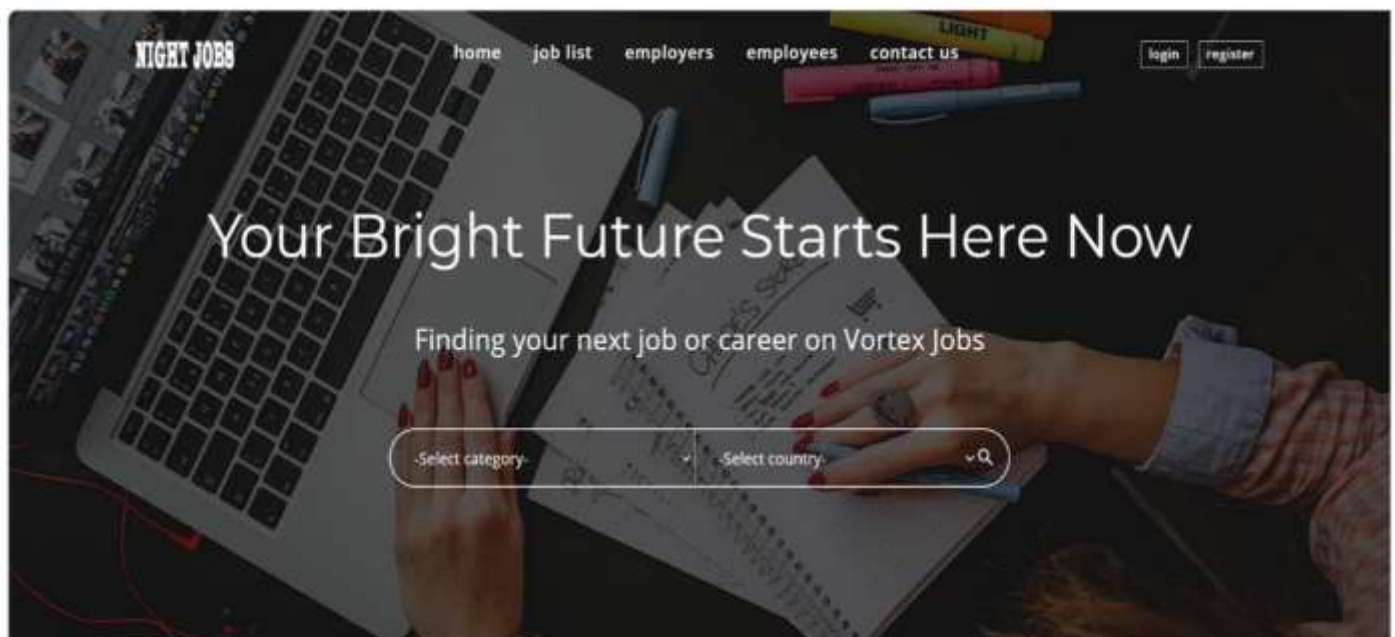 NIGHT JOBS
home job list employers employees contact us
login register
LIGHT
Your Bright Future Starts Here Now
Finding your next job or career on Vortex Jobs
-Select category-
-Select country-